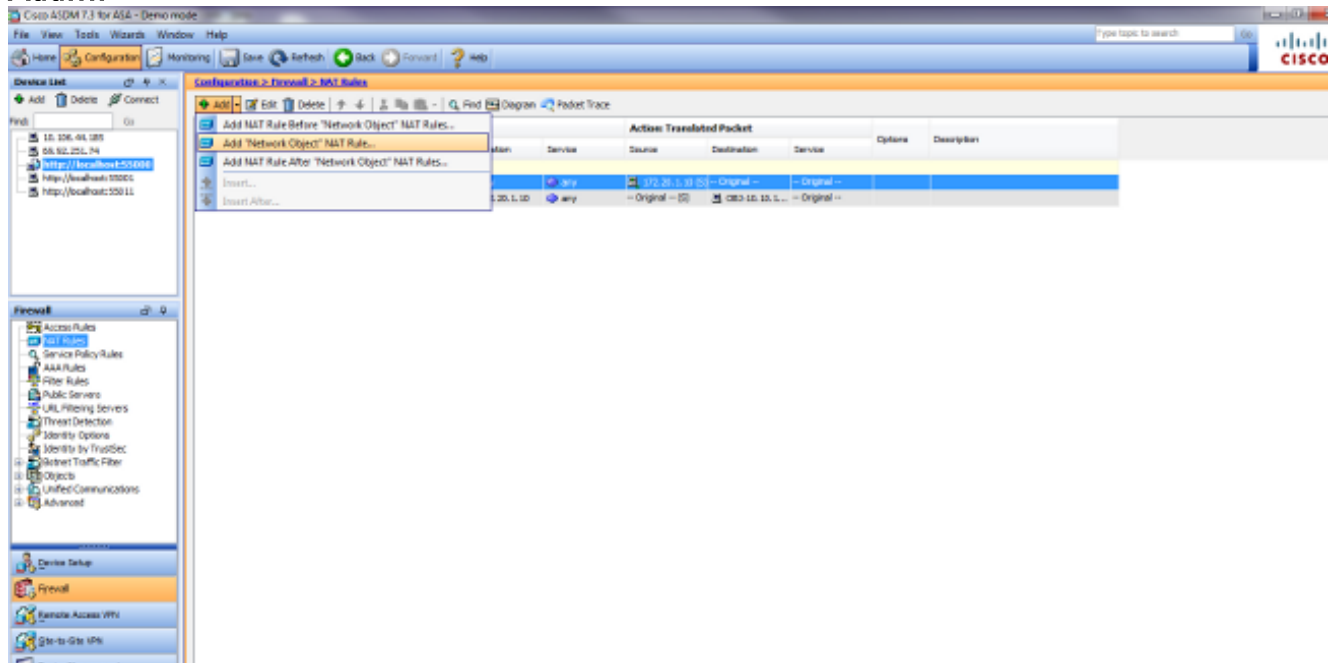 Cisco ASDM 7.3 for ASA - Demo mode
File View Tools Wizards Window Help
Type topic to search Go
Home Configuration Monitoring Save Refresh Back Forward Help
CISCO
Device List
Add Delete Connect
Find: Go
10.106.44.185
http://localhost:55000
http://localhost:55001
http://localhost:55011
Configuration > Firewall > NAT Rules
Add Edit Delete Find Diagram Packet Trace
Add NAT Rule Before "Network Object" NAT Rules...
Add "Network Object" NAT Rule...
Add NAT Rule After "Network Object" NAT Rules...
Insert...
Insert After...
Action: Translated Packet
Service Source Destination Service Options Description
any 172.20.1.10 (S) -- Original -- -- Original --
.20.1.10 any -- Original -- (S) -- Original --
Firewall
Access Rules
NAT Rules
Service Policy Rules
AAA Rules
Filter Rules
Public Servers
URL Filtering Servers
Threat Detection
Identity Options
Identity by TrustSec
Botnet Traffic Filter
Objects
Unified Communications
Advanced
Device Setup
Firewall
Remote Access VPN
Site-to-Site VPN